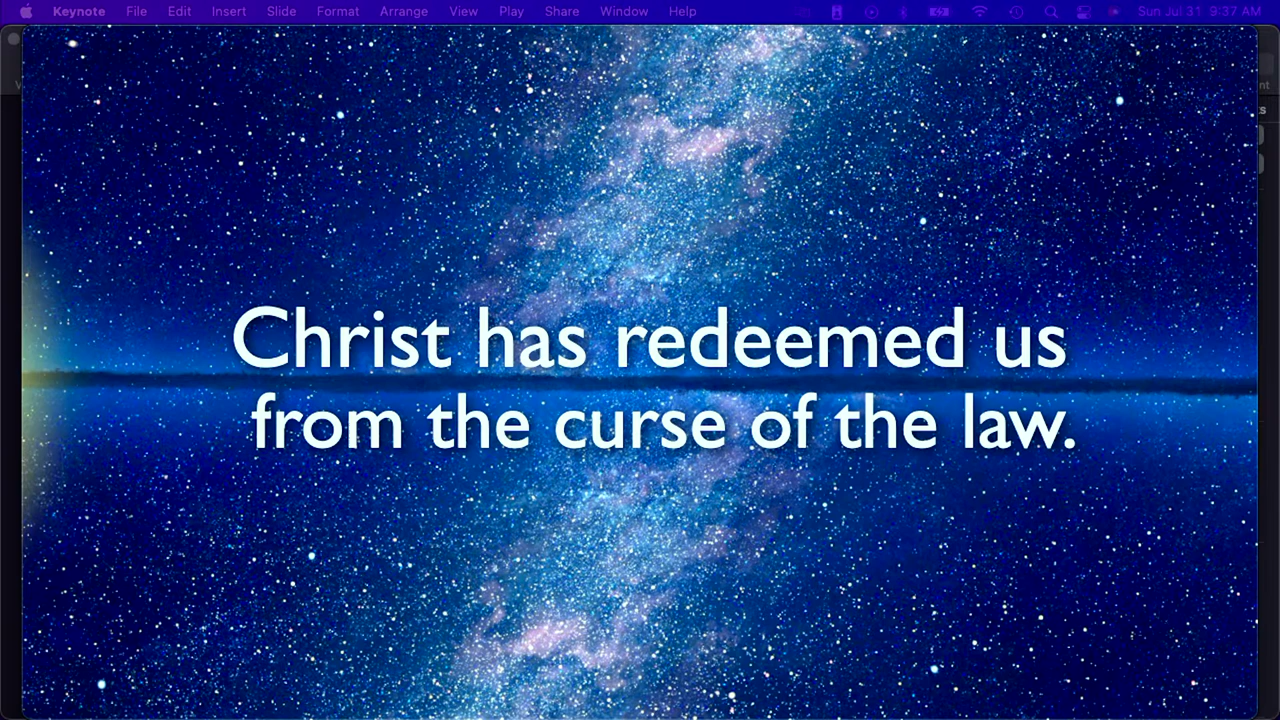 Keynote File Edit Insert Slide Format Arrange View Play Share Window Help Sun Jul 31 9:37 AM
Christ has redeemed us
from the curse of the law.